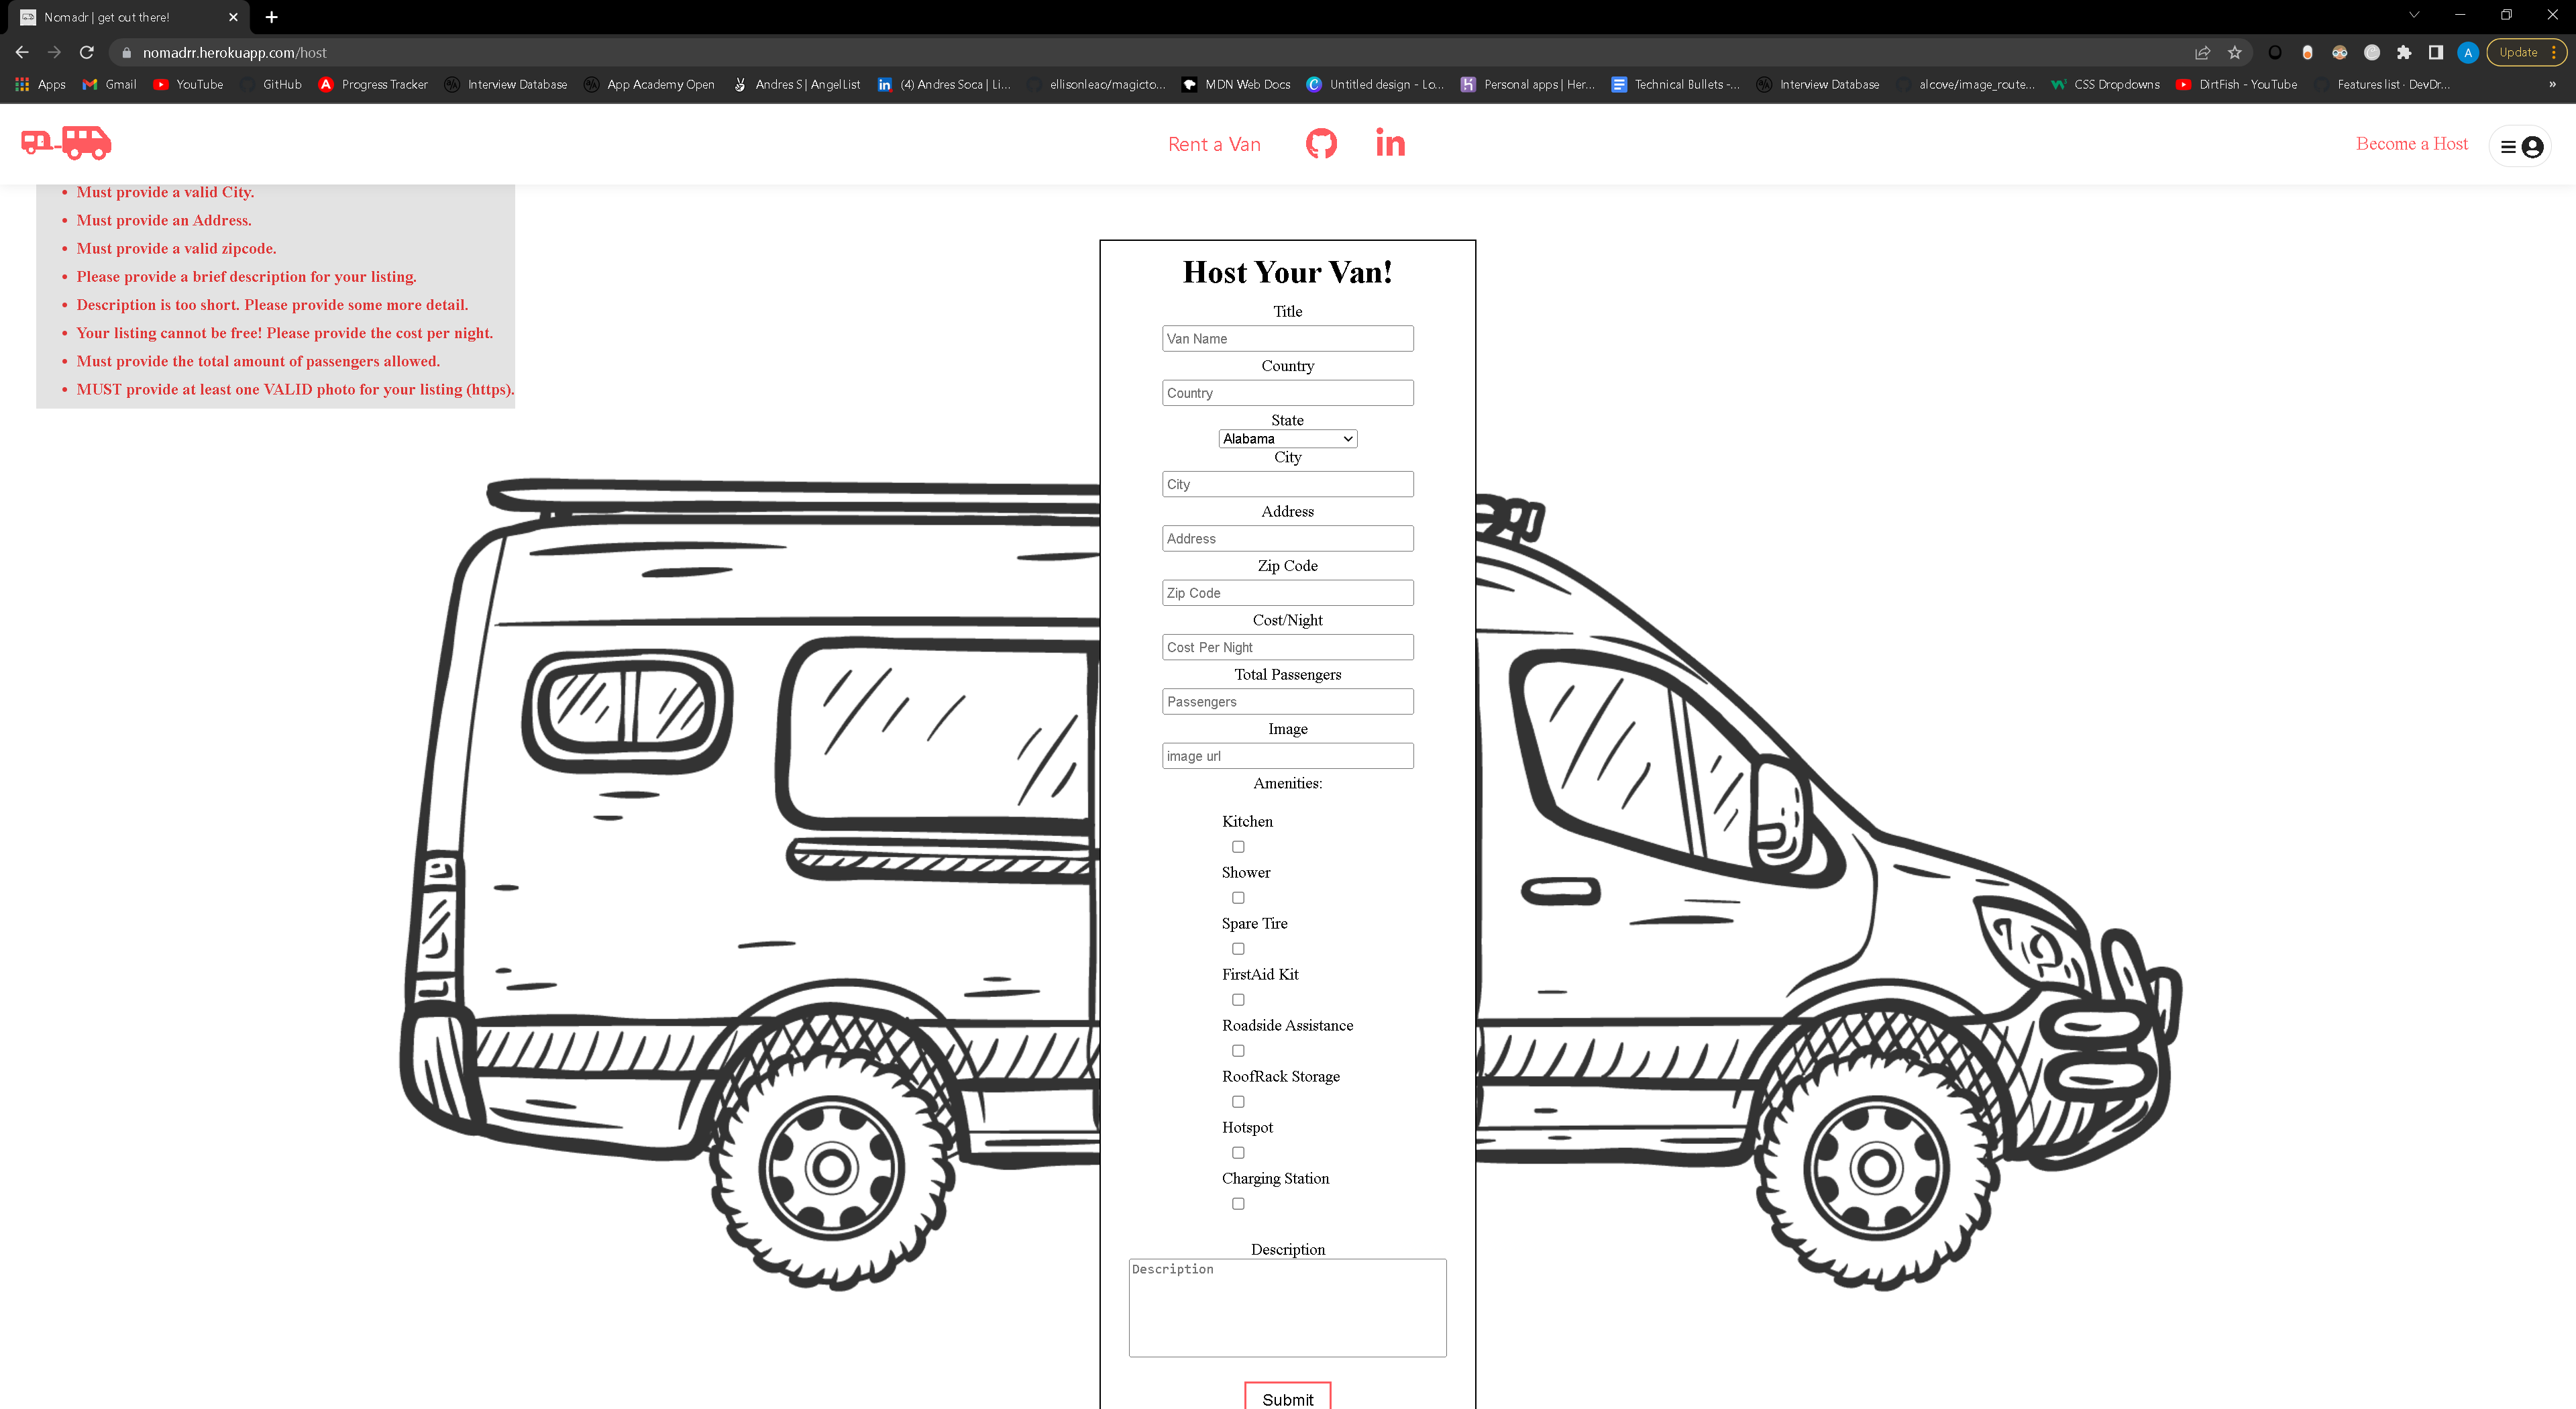 Nomadr | get out there!
nomadrr.herokuapp.com/host
A
Update
Apps
Gmail
YouTube
GitHub
Progress Tracker
Interview Database
App Academy Open
Andres S | AngelList
(4) Andres Soca | Li...
ellisonleao/magicto...
MDN Web Docs
Untitled design - Lo...
Personal apps | Her...
Technical Bullets -...
Interview Database
alcove/image_route...
CSS Dropdowns
DirtFish - YouTube
Features list · DevDr...
»
Rent a Van
in
Become a Host
• Must provide a valid City.
• Must provide an Address.
• Must provide a valid zipcode.
• Please provide a brief description for your listing.
• Description is too short. Please provide some more detail.
• Your listing cannot be free! Please provide the cost per night.
• Must provide the total amount of passengers allowed.
• MUST provide at least one VALID photo for your listing (https).
Host Your Van!
Title
Van Name
Country
Country
State
Alabama
City
City
Address
Address
Zip Code
Zip Code
Cost/Night
Cost Per Night
Total Passengers
Passengers
Image
image url
Amenities:
Kitchen
Shower
Spare Tire
FirstAid Kit
Roadside Assistance
RoofRack Storage
Hotspot
Charging Station
Description
Description
Submit